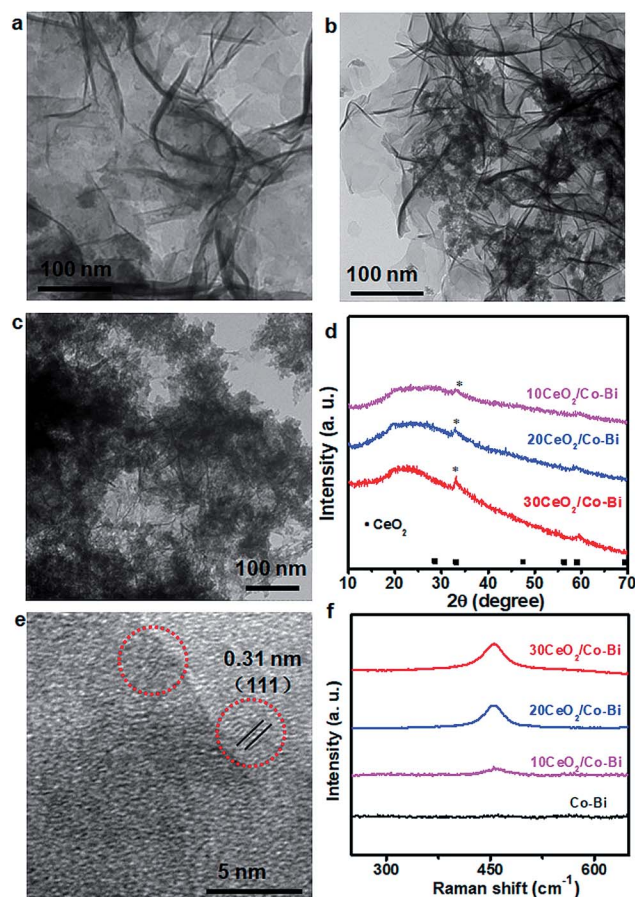 a
100 nm
b
100 nm
c
100 nm
d
Intensity (a. u.)
*
10CeO₂/Co-Bi
*
20CeO₂/Co-Bi
*
30CeO₂/Co-Bi
▪ CeO₂
10 20 30 40 50 60 70
2θ (degree)
e
0.31 nm
(111)
5 nm
f
Intensity (a. u.)
30CeO₂/Co-Bi
20CeO₂/Co-Bi
10CeO₂/Co-Bi
Co-Bi
300 450 600
Raman shift (cm⁻¹)